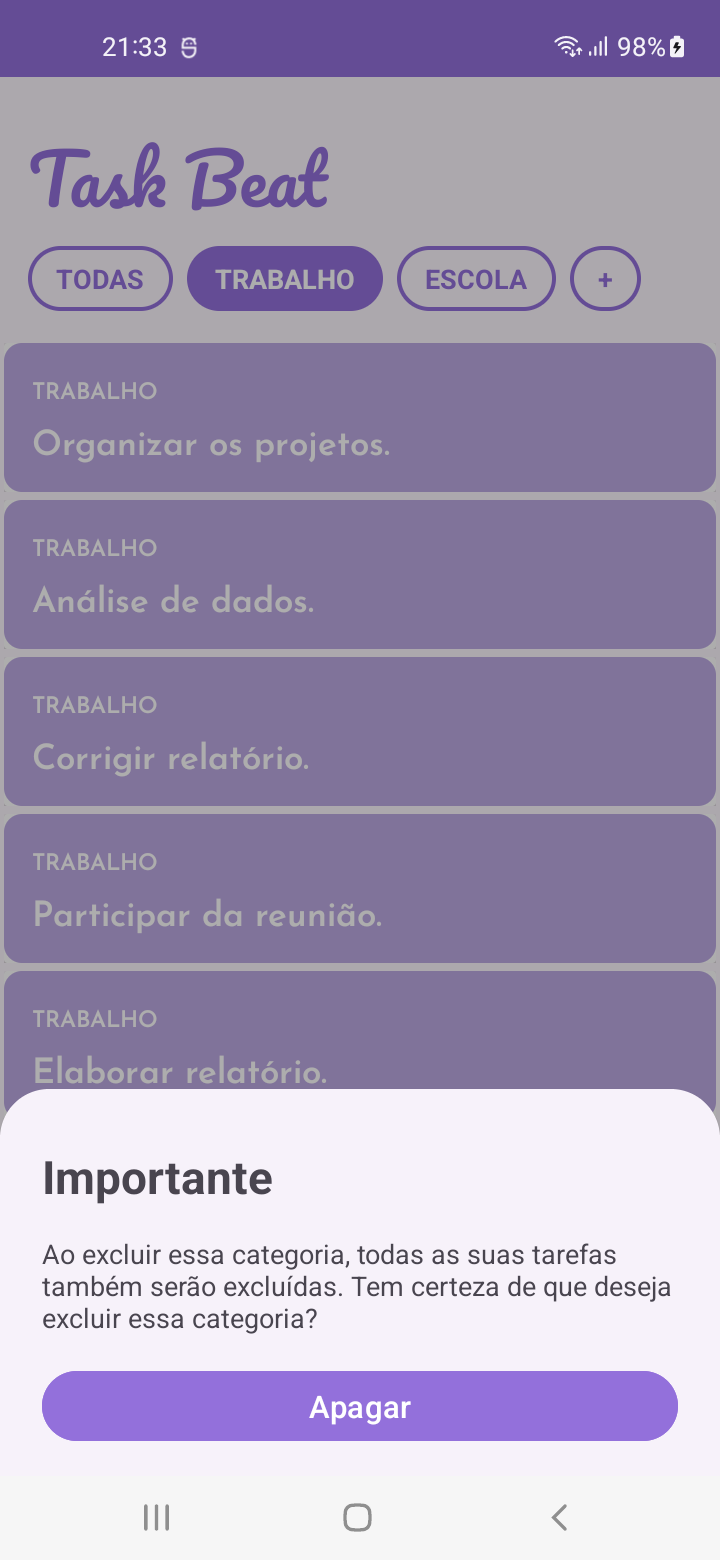 21:33
98%
Task Beat
TODAS
TRABALHO
ESCOLA
+
TRABALHO
Organizar os projetos.
TRABALHO
Análise de dados.
TRABALHO
Corrigir relatório.
TRABALHO
Participar da reunião.
TRABALHO
Elaborar relatório.
Importante
Ao excluir essa categoria, todas as suas tarefas
também serão excluídas. Tem certeza de que deseja
excluir essa categoria?
Apagar